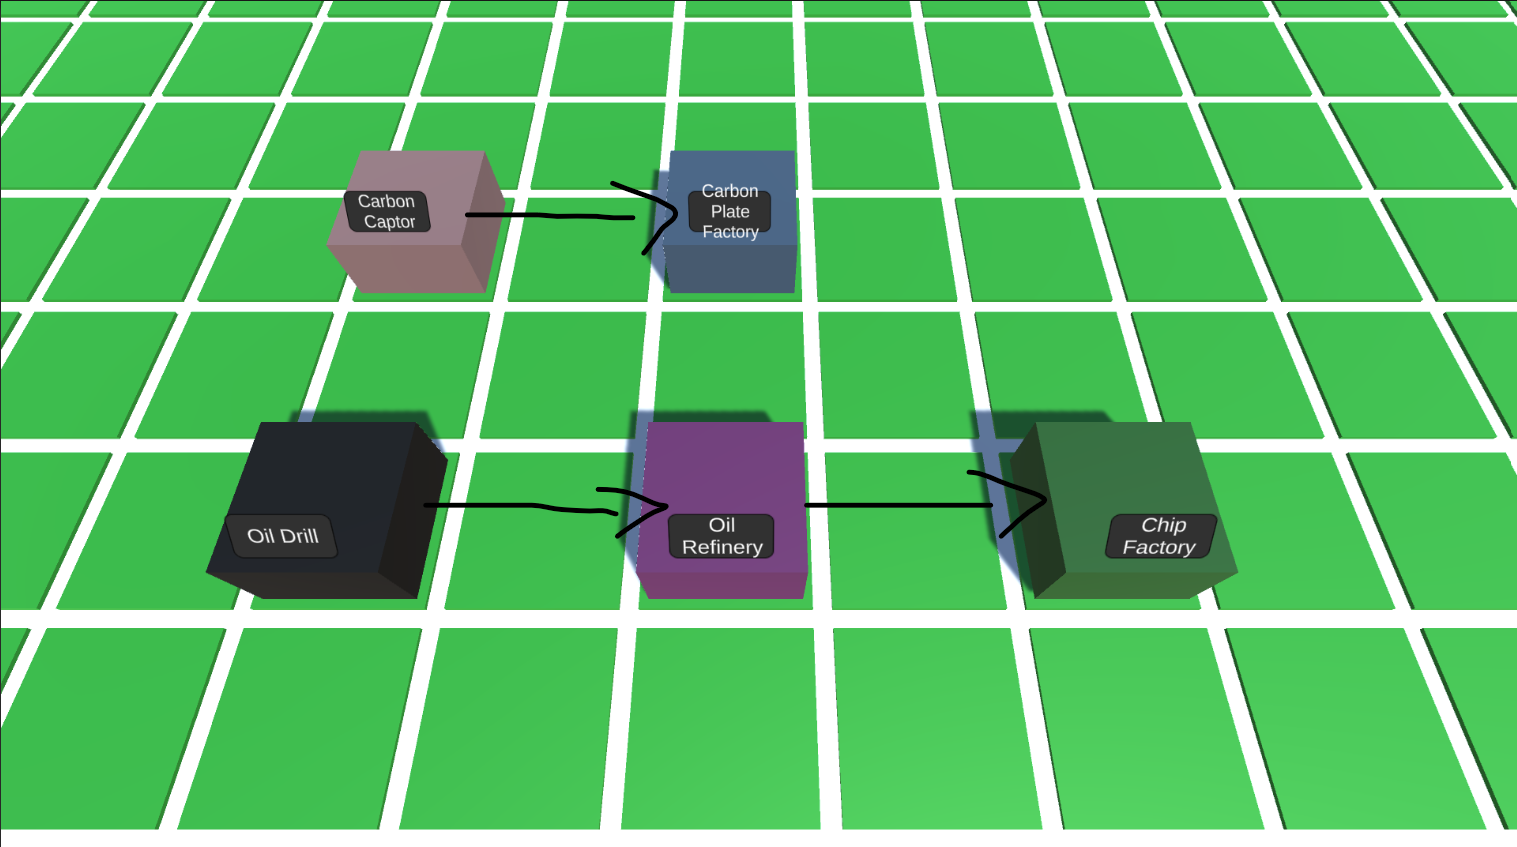 Carbon
Captor
Carbon
Plate
Factory
Oil Drill
Oil
Refinery
Chip
Factory